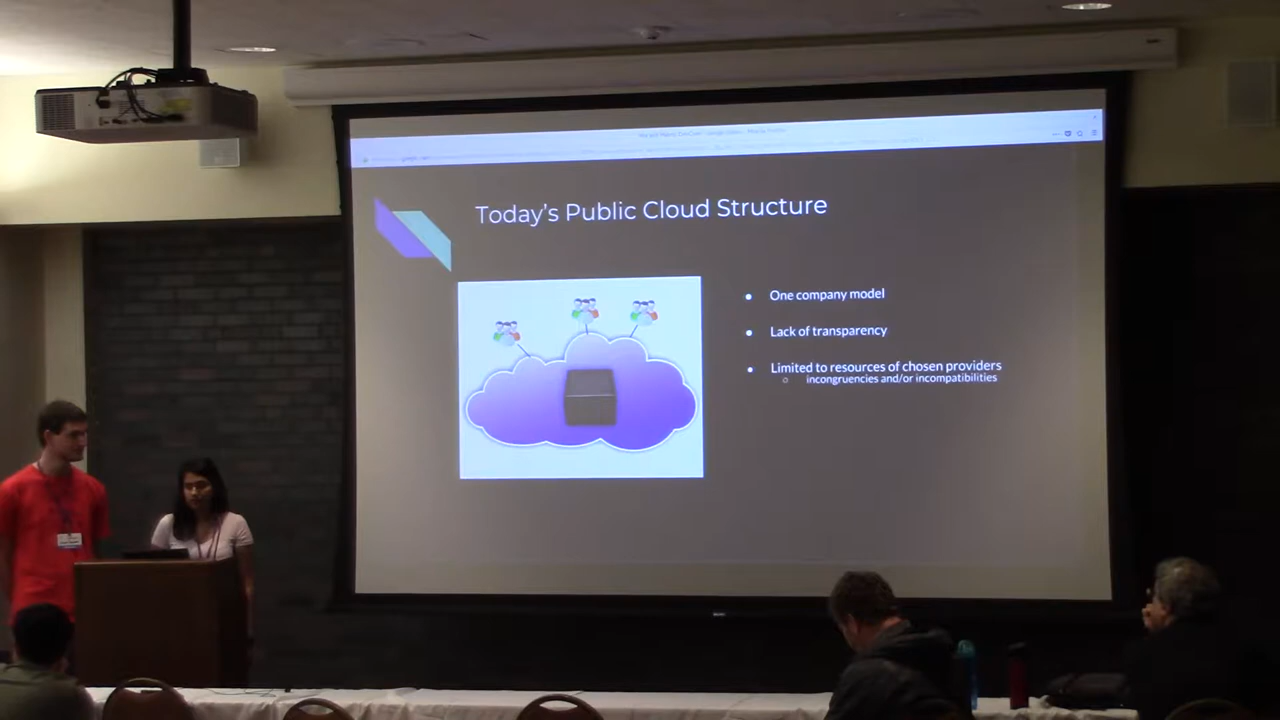 Today's Public Cloud Structure
One company model
Lack of transparency
Limited to resources of chosen providers
incongruencies and/or incompatibilities